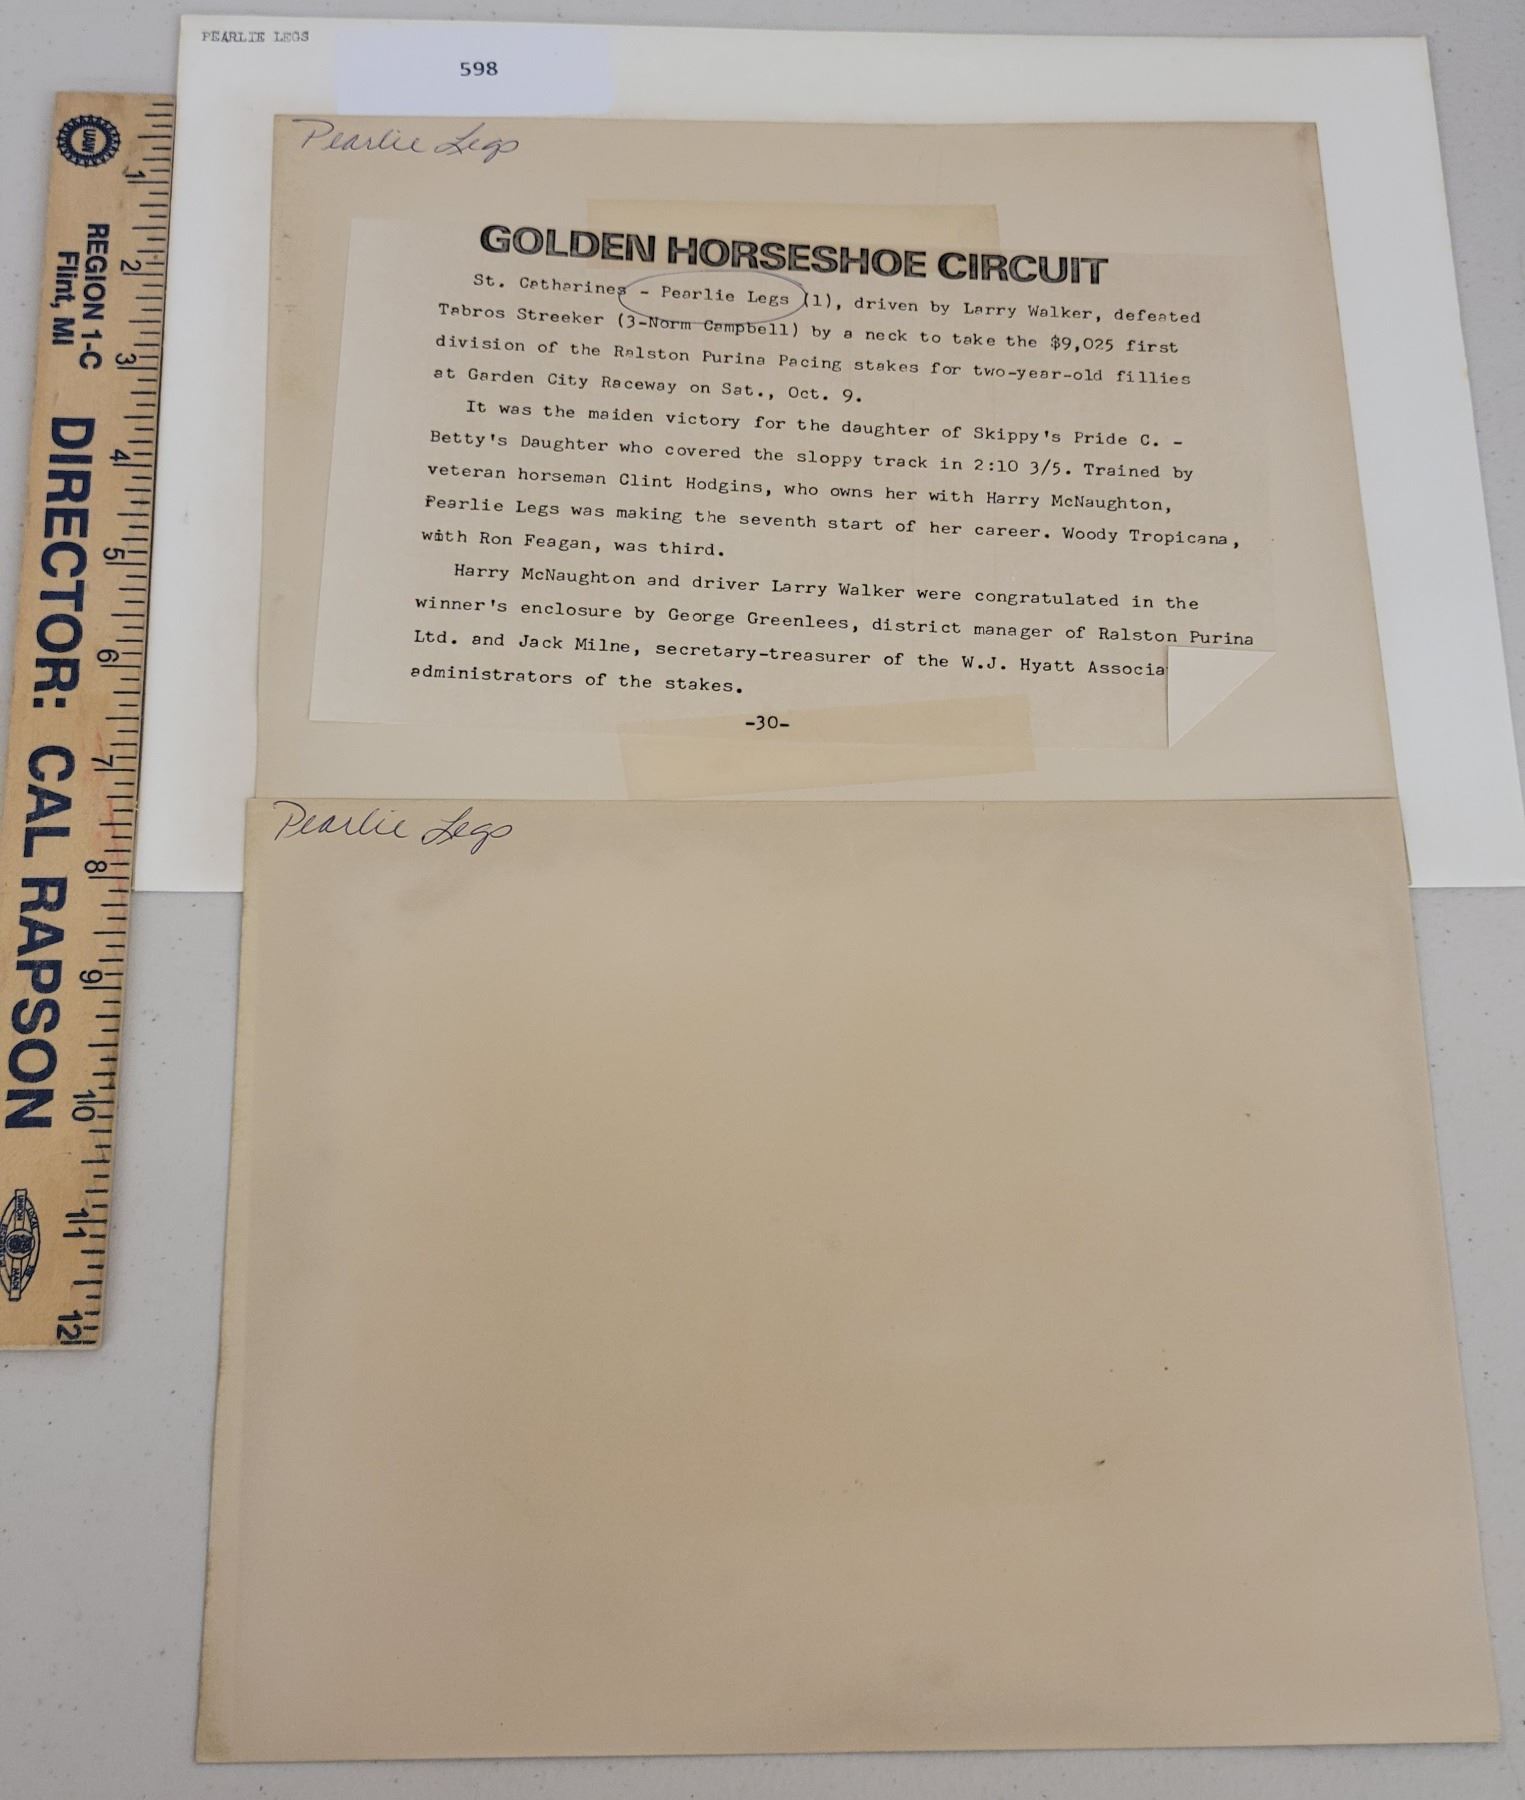 PEARLIE LEGS
598
Pearlie Legs
GOLDEN HORSESHOE CIRCUIT
St. Catharines - Pearlie Legs (1), driven by Larry Walker, defeated
Tabros Streeker (3-Norm Campbell) by a neck to take the $9,025 first
division of the Ralston Purina Pacing stakes for two-year-old fillies
at Garden City Raceway on Sat., Oct. 9.
It was the maiden victory for the daughter of Skippy's Pride C. -
Betty's Daughter who covered the sloppy track in 2:10 3/5. Trained by
veteran horseman Clint Hodgins, who owns her with Harry McNaughton,
Pearlie Legs was making the seventh start of her career. Woody Tropicana,
with Ron Feagan, was third.
Harry McNaughton and driver Larry Walker were congratulated in the
winner's enclosure by George Greenlees, district manager of Ralston Purina
Ltd. and Jack Milne, secretary-treasurer of the W.J. Hyatt Associa
administrators of the stakes.
-30-
Pearlie Legs
UAW
REGION 1-C
Flint, MI
DIRECTOR: CAL RAPSON
1
2
3
4
5
6
7
8
9
10
11
12
UNION
MADE